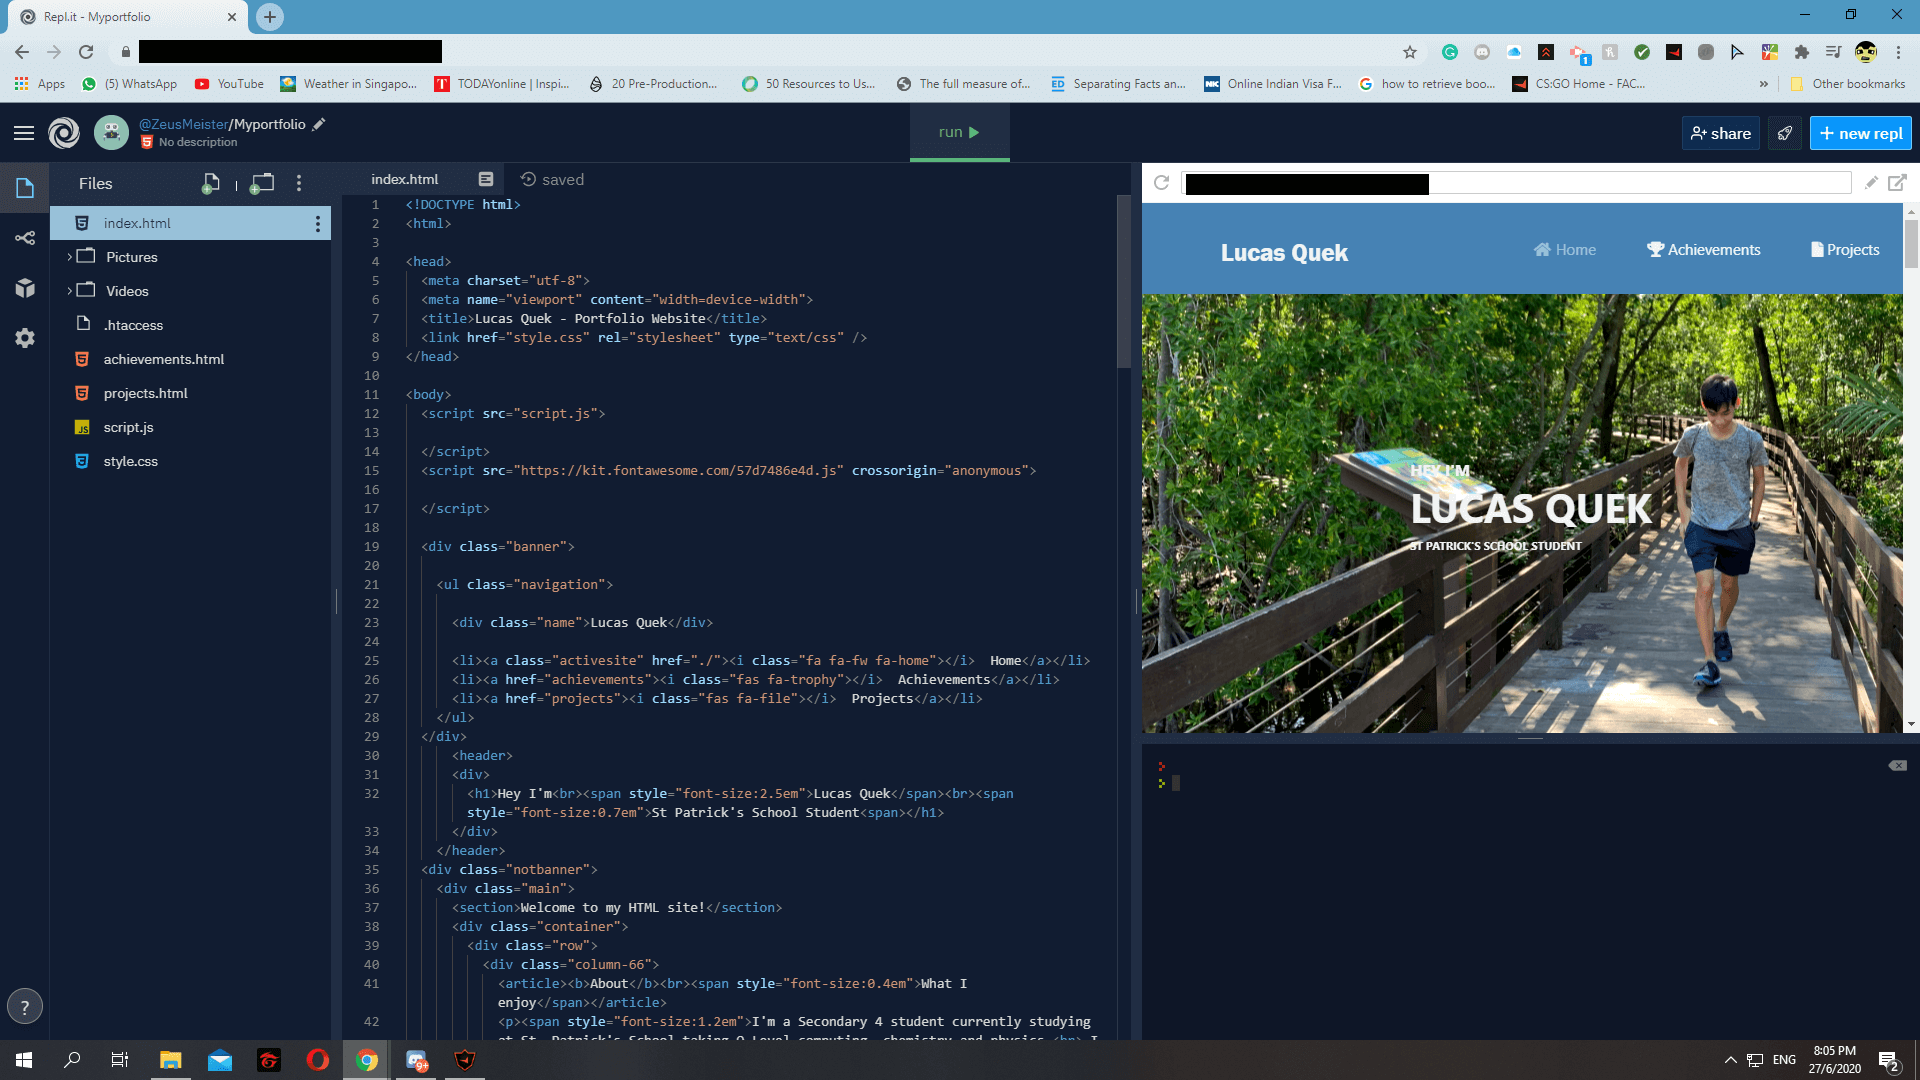 Repl.it - Myportfolio
Apps
(5) WhatsApp
YouTube
Weather in Singapo...
TODAYonline | Inspi...
20 Pre-Production...
50 Resources to Us...
The full measure of...
Separating Facts an...
Online Indian Visa F...
how to retrieve boo...
CS:GO Home - FAC...
»
Other bookmarks
@ZeusMeister/Myportfolio
No description
run
share
+ new repl
Files
index.html
Pictures
Videos
.htaccess
achievements.html
projects.html
script.js
style.css
index.html
saved
1 <!DOCTYPE html>
2 <html>
3
4 <head>
5 <meta charset="utf-8">
6 <meta name="viewport" content="width=device-width">
7 <title>Lucas Quek - Portfolio Website</title>
8 <link href="style.css" rel="stylesheet" type="text/css" />
9 </head>
10
11 <body>
12 <script src="script.js">
13
14 </script>
15 <script src="https://kit.fontawesome.com/57d7486e4d.js" crossorigin="anonymous">
16
17 </script>
18
19 <div class="banner">
20
21 <ul class="navigation">
22
23 <div class="name">Lucas Quek</div>
24
25 <li><a class="activesite" href="./"><i class="fa fa-fw fa-home"></i> Home</a></li>
26 <li><a href="achievements"><i class="fas fa-trophy"></i> Achievements</a></li>
27 <li><a href="projects"><i class="fas fa-file"></i> Projects</a></li>
28 </ul>
29 </div>
30 <header>
31 <div>
32 <h1>Hey I'm<br><span style="font-size:2.5em">Lucas Quek</span><br><span
style="font-size:0.7em">St Patrick's School Student<span></h1>
33 </div>
34 </header>
35 <div class="notbanner">
36 <div class="main">
37 <section>Welcome to my HTML site!</section>
38 <div class="container">
39 <div class="row">
40 <div class="column-66">
41 <article><b>About</b><br><span style="font-size:0.4em">What I
enjoy</span></article>
42 <p><span style="font-size:1.2em">I'm a Secondary 4 student currently studying
at St. Patrick's School taking O Level computing, chemistry and physics.<br> I
Lucas Quek
Home
Achievements
Projects
HEY I'M
LUCAS QUEK
ST PATRICK'S SCHOOL STUDENT
?
9+
ENG
8:05 PM
27/6/2020
2
1